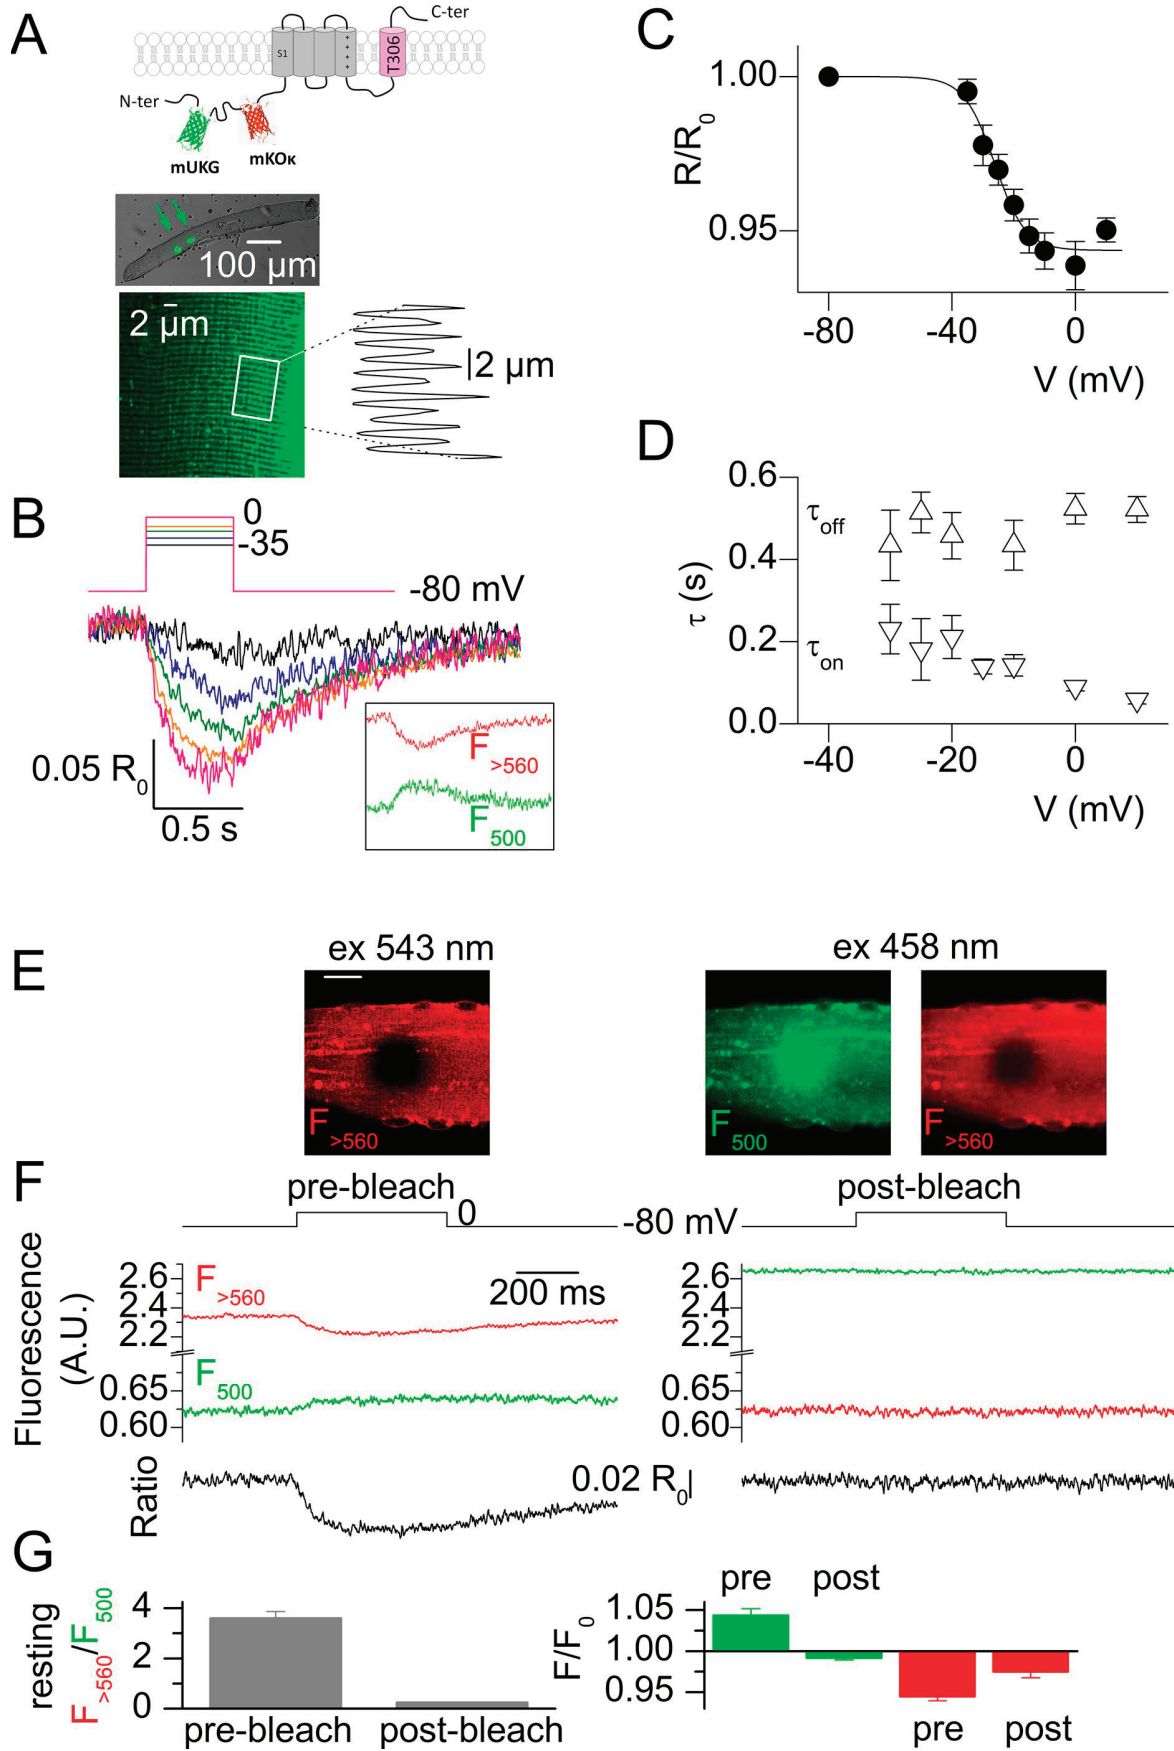 A
C-ter
S1
+
+
+
+
T306
N-ter
mUKG
mKOκ
100 µm
2 µm
2 µm
B
0
-35
-80 mV
0.05 R0
0.5 s
F>560
F500
C
1.00
0.95
R/R0
-80
-40
0
V (mV)
D
0.6
0.4
0.2
0.0
τ (s)
τoff
τon
-40
-20
0
V (mV)
E
ex 543 nm
ex 458 nm
F>560
F500
F>560
F
pre-bleach
0
-80 mV
post-bleach
Fluorescence
(A.U.)
2.6
2.4
2.2
0.65
0.60
F>560
F500
200 ms
2.6
2.4
2.2
0.65
0.60
Ratio
0.02 R0
G
resting
F>560/F500
4
2
0
pre-bleach
post-bleach
F/F0
1.05
1.00
0.95
pre
post
pre
post